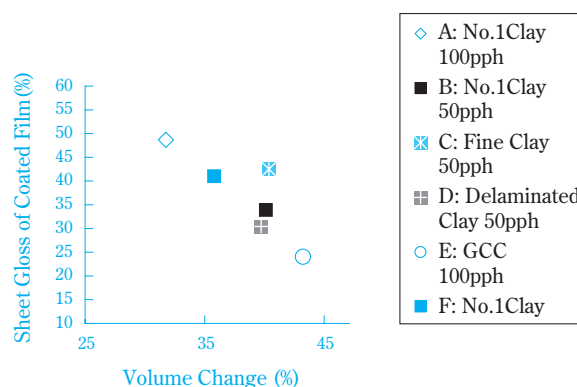 Sheet Gloss of Coated Film(%)
60
55
50
45
40
35
30
25
20
15
10
25
35
45
Volume Change (%)
A: No.1Clay
100pph
B: No.1Clay
50pph
C: Fine Clay
50pph
D: Delaminated
Clay 50pph
E: GCC
100pph
F: No.1Clay